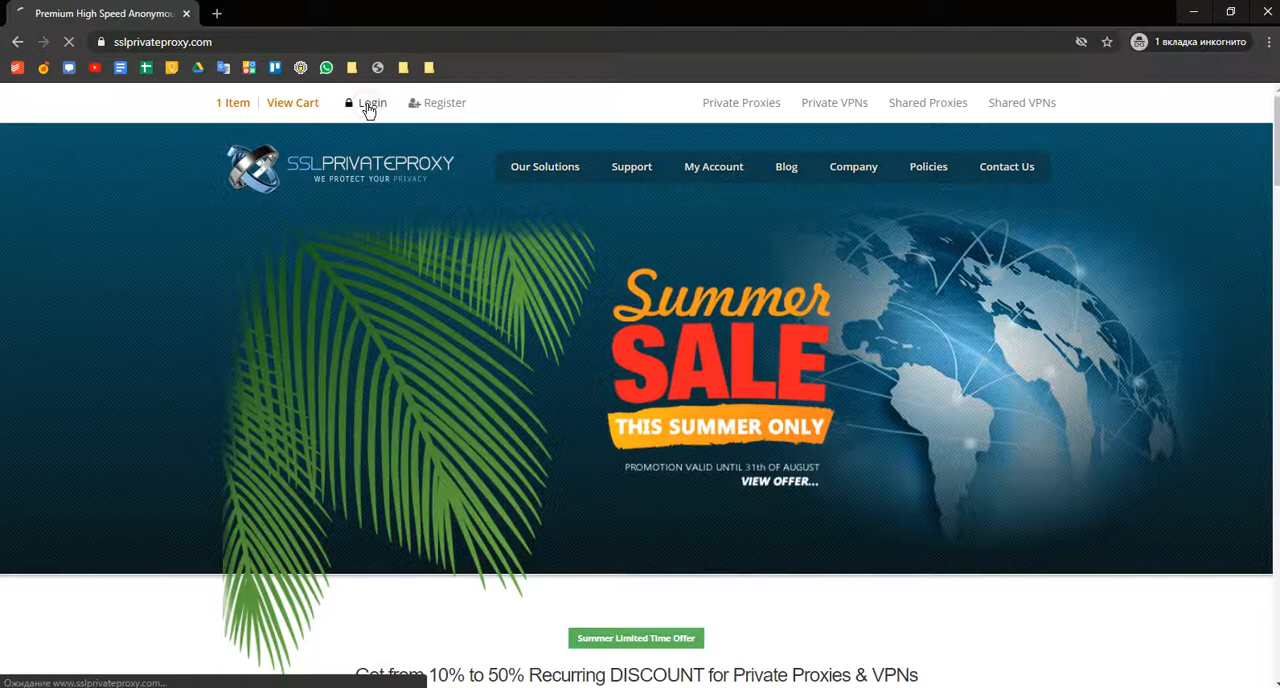 Premium High Speed Anonymou
sslprivateproxy.com
1 вкладка инкогнито
1 Item View Cart Login Register Private Proxies Private VPNs Shared Proxies Shared VPNs
SSLPRIVATEPROXY
WE PROTECT YOUR PRIVACY
Our Solutions Support My Account Blog Company Policies Contact Us
Summer
SALE
THIS SUMMER ONLY
PROMOTION VALID UNTIL 31th OF AUGUST
VIEW OFFER...
Summer Limited Time Offer
Get from 10% to 50% Recurring DISCOUNT for Private Proxies & VPNs
Ожидание www.sslprivateproxy.com...